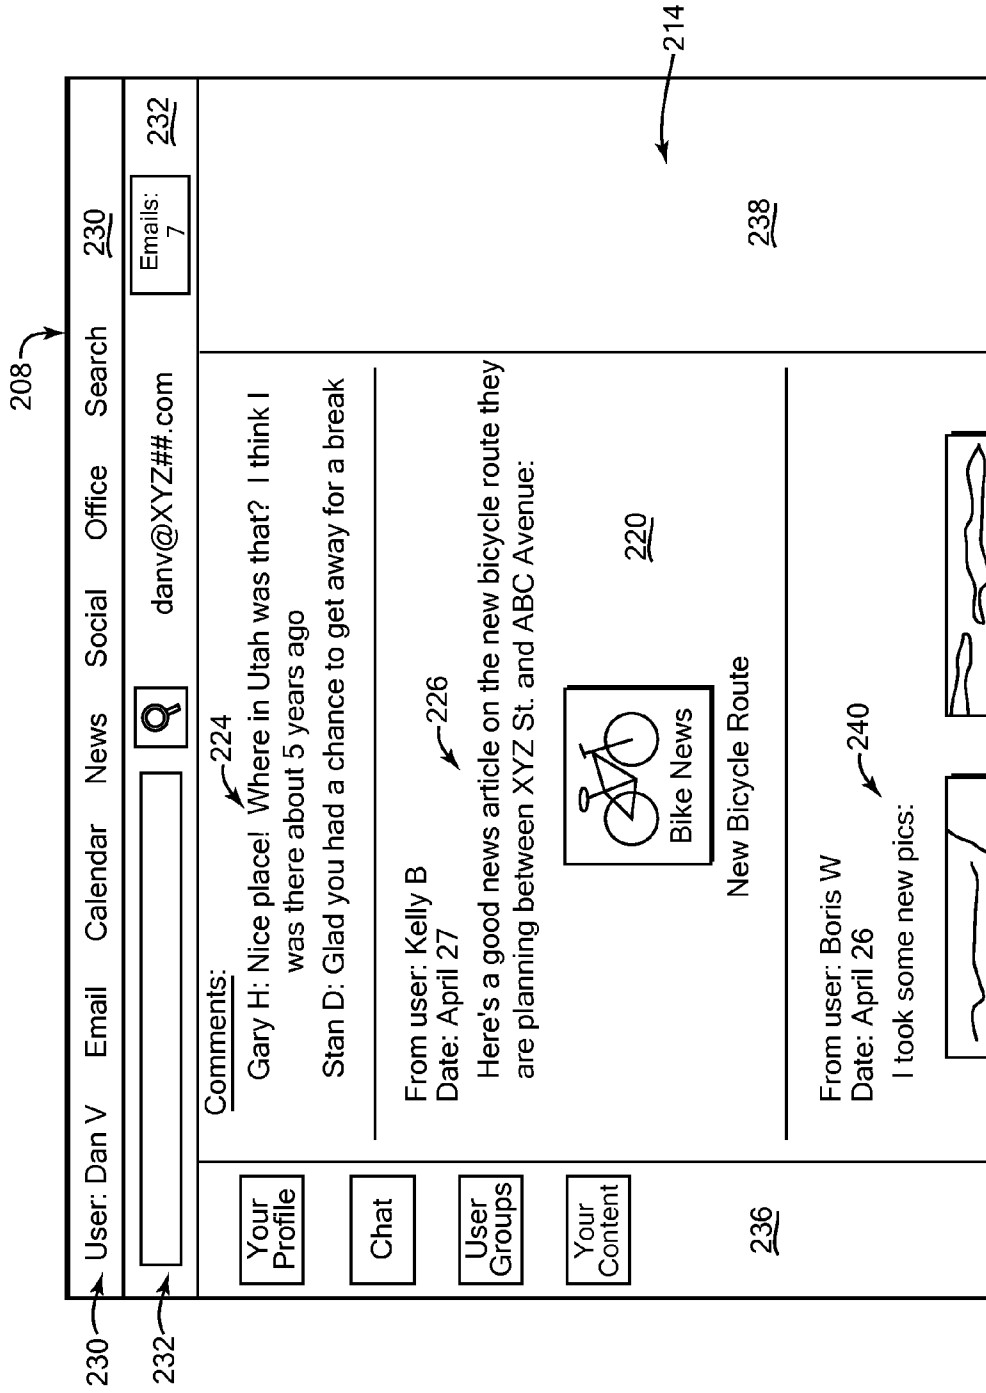 208
230
User: Dan V Email Calendar News Social Office Search 230
232
danv@XYZ##.com
Emails:
7
232
Comments:
224
Gary H: Nice place! Where in Utah was that? I think I
was there about 5 years ago
Stan D: Glad you had a chance to get away for a break
Your
Profile
Chat
User
Groups
Your
Content
236
From user: Kelly B
Date: April 27
226
Here's a good news article on the new bicycle route they
are planning between XYZ St. and ABC Avenue:
Bike News
New Bicycle Route
220
238
214
From user: Boris W
Date: April 26
240
I took some new pics: